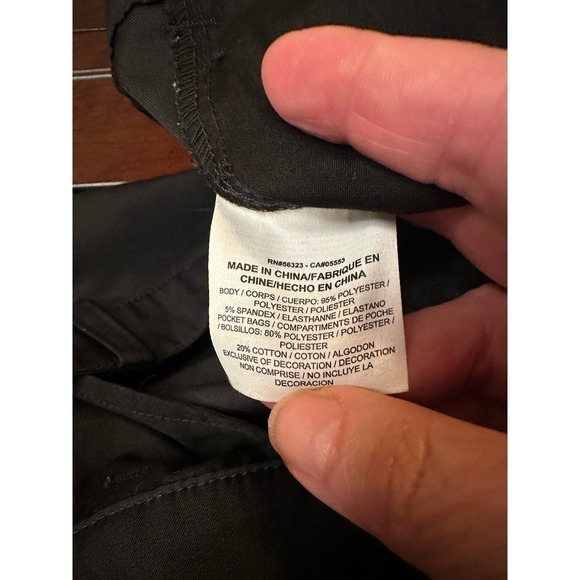 RN#56323 - CA#05553
MADE IN CHINA/FABRIQUE EN
CHINE/HECHO EN CHINA
BODY / CORPS / CUERPO: 95% POLYESTER /
POLYESTER / POLIESTER
5% SPANDEX / ELASTHANNE / ELASTANO
POCKET BAGS / COMPARTIMENTS DE POCHE
/ BOLSILLOS: 80% POLYESTER / POLYESTER /
POLIESTER
20% COTTON / COTON / ALGODON
EXCLUSIVE OF DECORATION / DECORATION
NON COMPRISE / NO INCLUYE LA
DECORACION